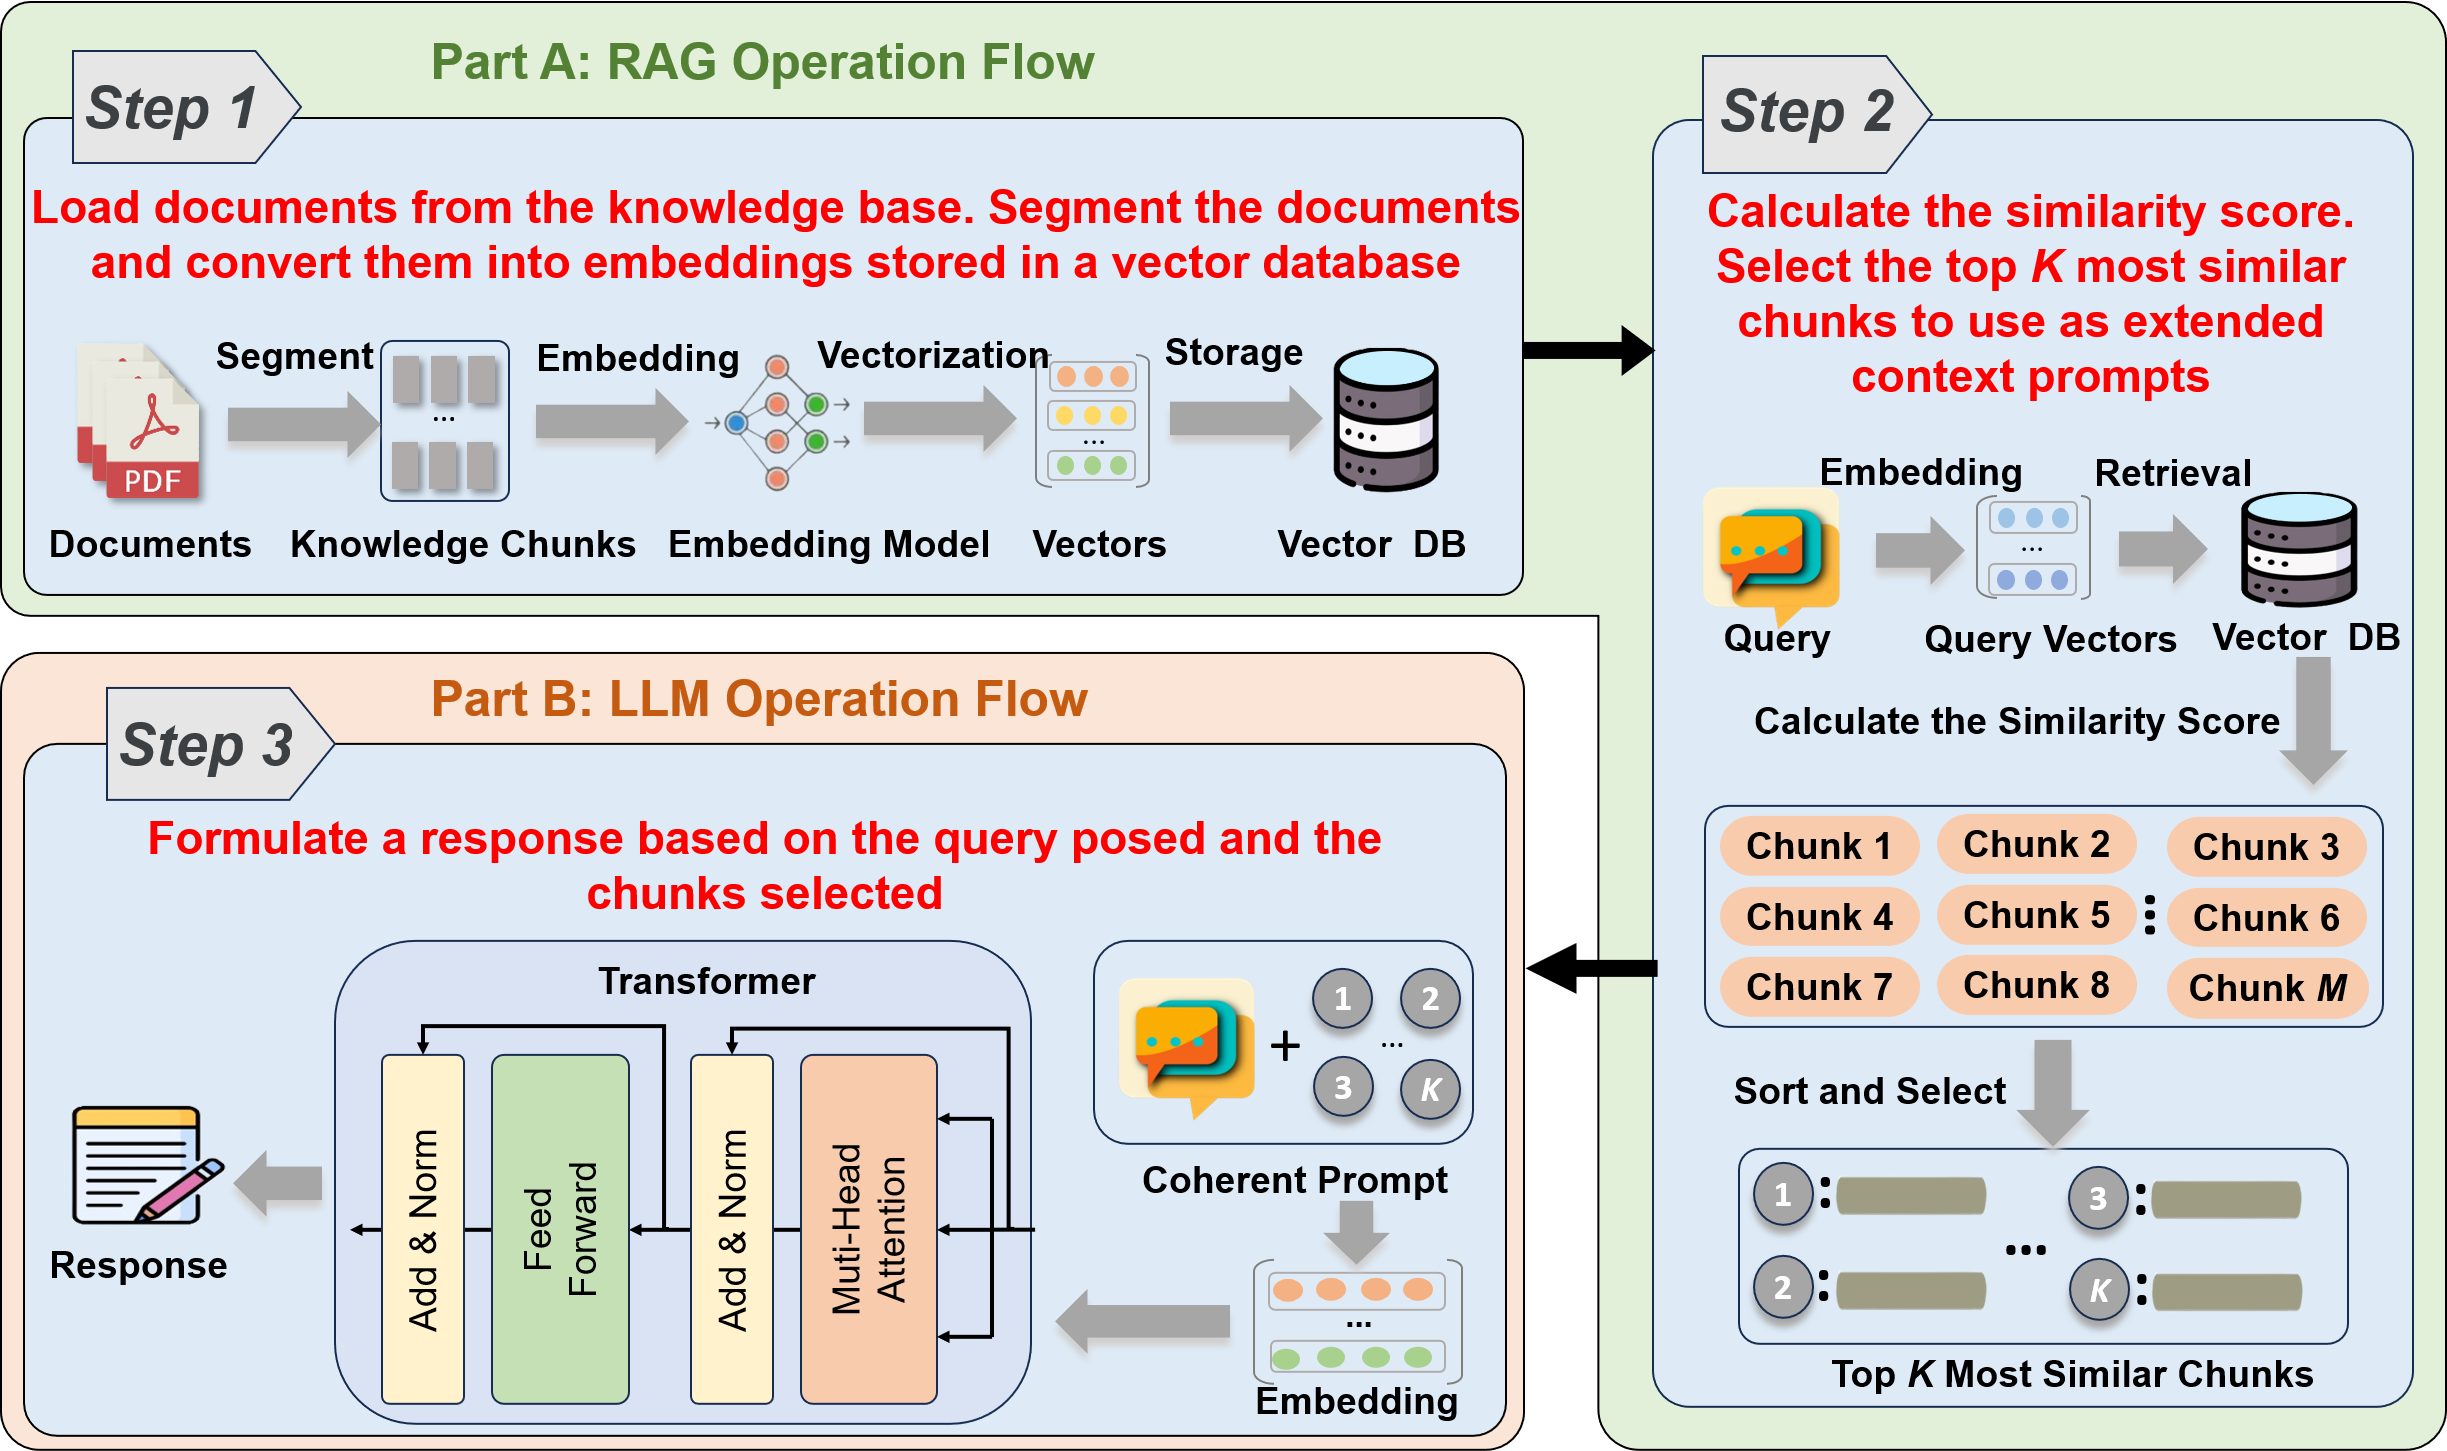 Part A: RAG Operation Flow
Step 1
Load documents from the knowledge base. Segment the documents
and convert them into embeddings stored in a vector database
Segment
Embedding
Vectorization
Storage
...
...
PDF
Documents
Knowledge Chunks
Embedding Model
Vectors
Vector DB
Step 2
Calculate the similarity score.
Select the top K most similar
chunks to use as extended
context prompts
Embedding
Retrieval
...
Query
Query Vectors
Vector DB
Calculate the Similarity Score
Chunk 1
Chunk 2
Chunk 3
Chunk 4
Chunk 5
Chunk 6
Chunk 7
Chunk 8
Chunk M
Sort and Select
1 :
3 :
...
2 :
K :
Top K Most Similar Chunks
Part B: LLM Operation Flow
Step 3
Formulate a response based on the query posed and the
chunks selected
+
1
2
...
3
K
Coherent Prompt
...
Embedding
Transformer
Muti-Head
Attention
Add & Norm
Feed
Forward
Add & Norm
Response